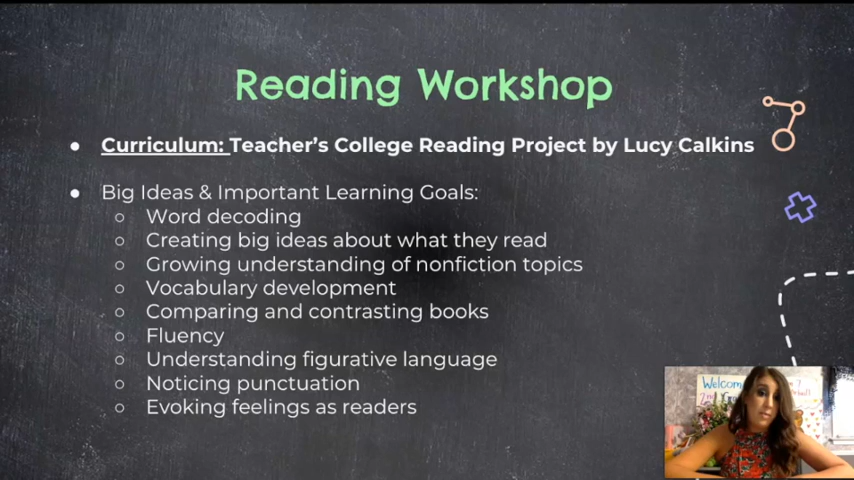 Reading Workshop
● Curriculum: Teacher's College Reading Project by Lucy Calkins
● Big Ideas & Important Learning Goals:
○ Word decoding
○ Creating big ideas about what they read
○ Growing understanding of nonfiction topics
○ Vocabulary development
○ Comparing and contrasting books
○ Fluency
○ Understanding figurative language
○ Noticing punctuation
○ Evoking feelings as readers
Welcome